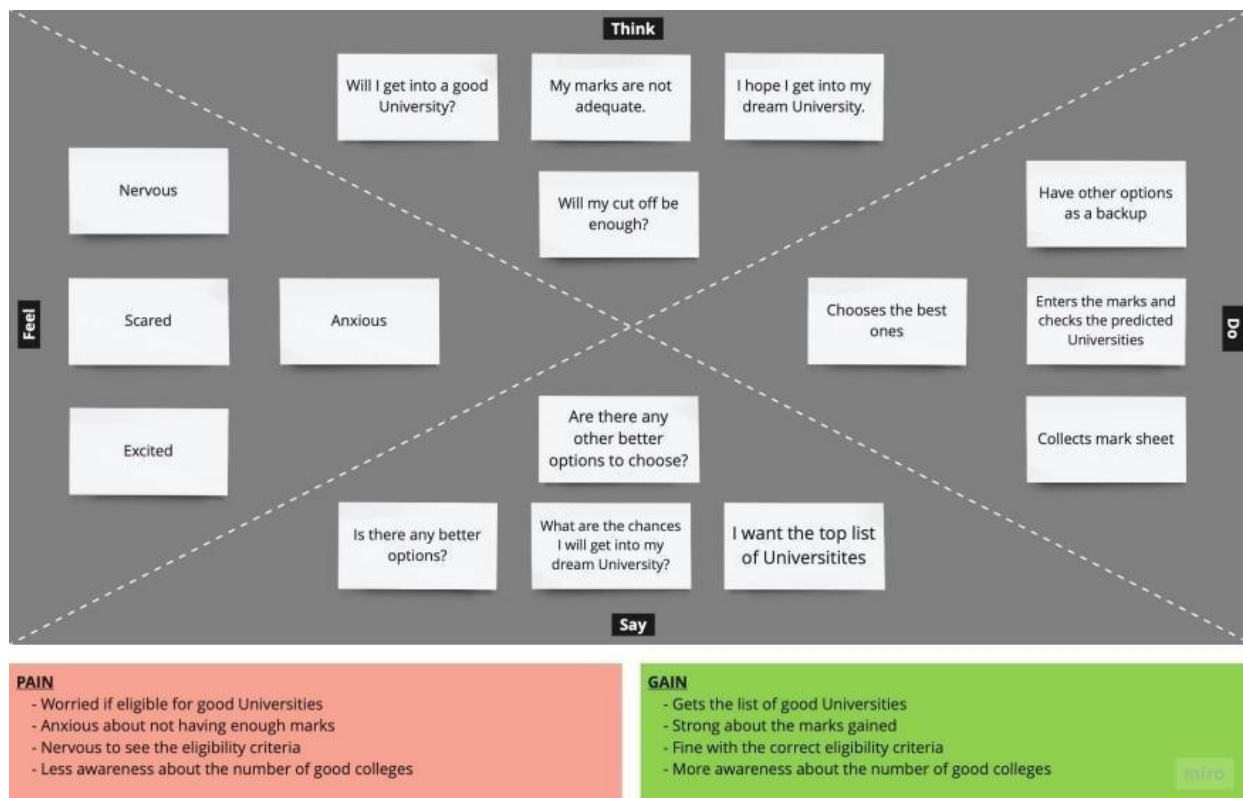 Think
Will I get into a good
University?
My marks are not
adequate.
I hope I get into my
dream University.
Will my cut off be
enough?
Feel
Nervous
Scared
Anxious
Excited
Do
Have other options
as a backup
Chooses the best
ones
Enters the marks and
checks the predicted
Universities
Collects mark sheet
Are there any
other better
options to choose?
Is there any better
options?
What are the chances
I will get into my
dream University?
I want the top list
of Universitites
Say
PAIN
- Worried if eligible for good Universities
- Anxious about not having enough marks
- Nervous to see the eligibility criteria
- Less awareness about the number of good colleges
GAIN
- Gets the list of good Universities
- Strong about the marks gained
- Fine with the correct eligibility criteria
- More awareness about the number of good colleges
miro